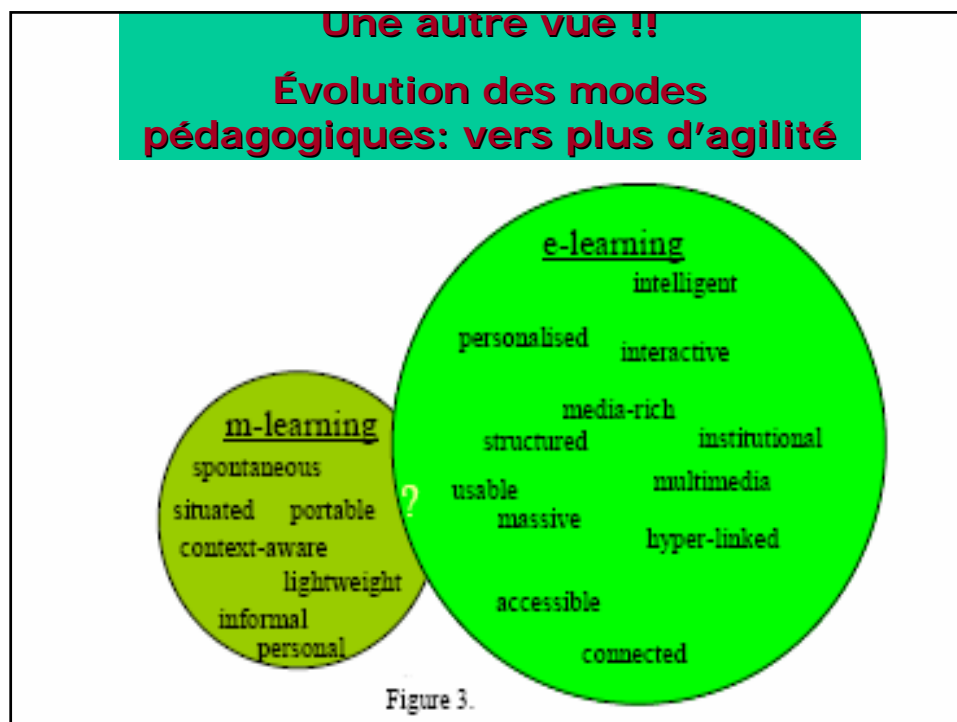 Une autre vue !!
Évolution des modes
pédagogiques: vers plus d’agilité
e-learning
intelligent
personalised
interactive
media-rich
structured
institutional
usable
multimedia
massive
hyper-linked
accessible
connected
m-learning
spontaneous
situated portable
context-aware
lightweight
informal
personal
?
Figure 3.